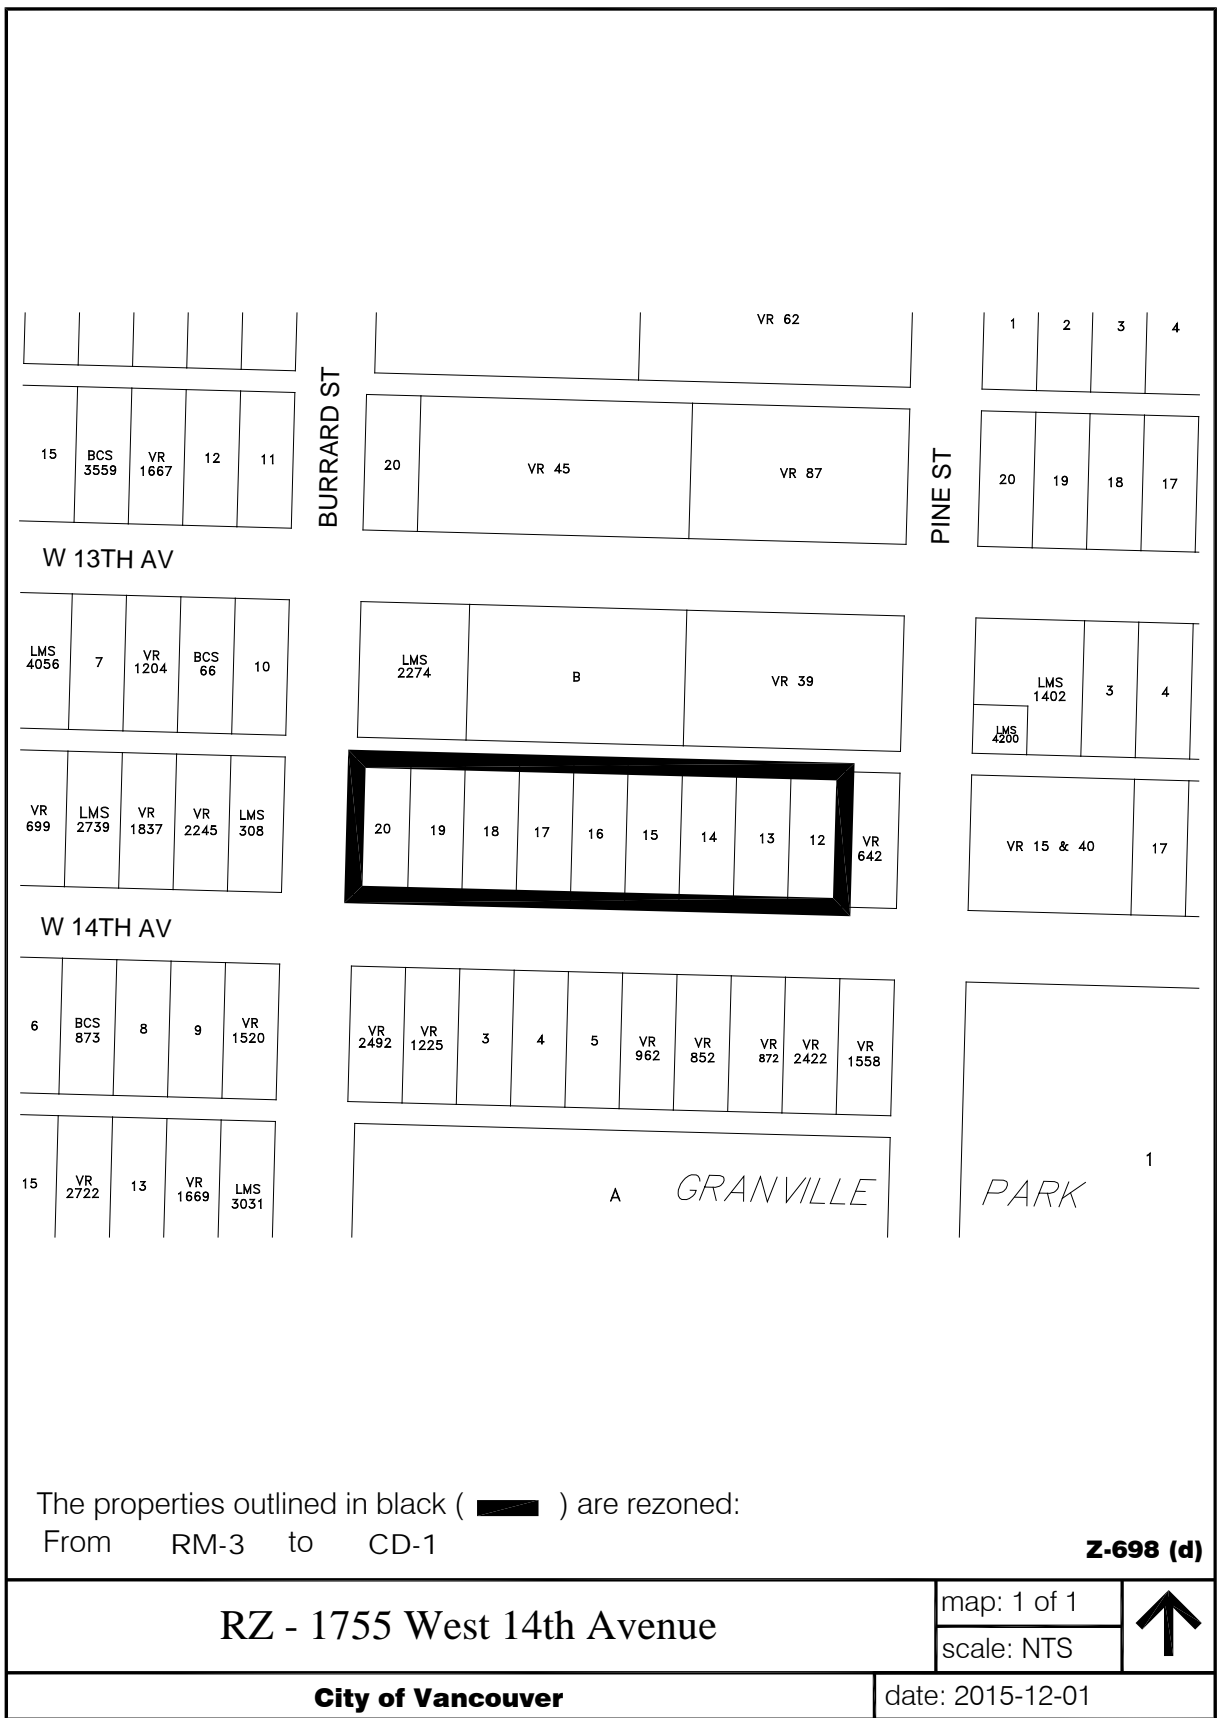 VR 62
1
2
3
4
BURRARD ST
PINE ST
15
BCS
3559
VR
1667
12
11
20
VR 45
VR 87
20
19
18
17
W 13TH AV
LMS
4056
7
VR
1204
BCS
66
10
LMS
2274
B
VR 39
LMS
1402
LMS
4200
3
4
VR
699
LMS
2739
VR
1837
VR
2245
LMS
308
20
19
18
17
16
15
14
13
12
VR
642
VR 15 & 40
17
W 14TH AV
6
BCS
873
8
9
VR
1520
VR
2492
VR
1225
3
4
5
VR
962
VR
852
VR
872
VR
2422
VR
1558
15
VR
2722
13
VR
1669
LMS
3031
A
GRANVILLE
PARK
1
The properties outlined in black ( ) are rezoned:
From RM-3 to CD-1
Z-698 (d)
RZ - 1755 West 14th Avenue
map: 1 of 1
scale: NTS
City of Vancouver
date: 2015-12-01